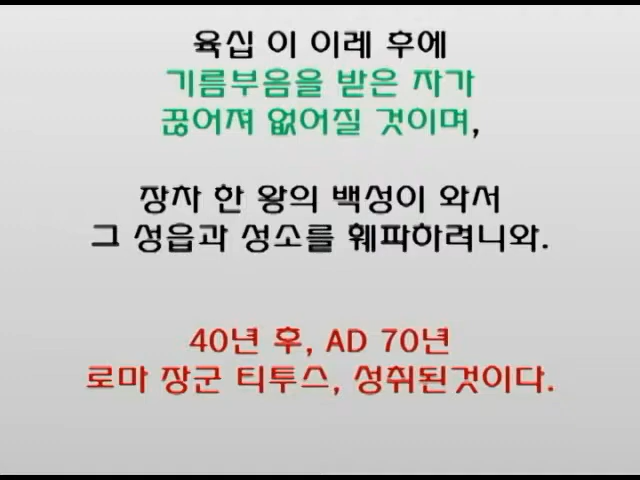 육십 이 이레 후에
기름부음을 받은 자가
끊어져 없어질 것이며,
장차 한 왕의 백성이 와서
그 성읍과 성소를 훼파하려니와.
40년 후, AD 70년
로마 장군 티투스, 성취된것이다.